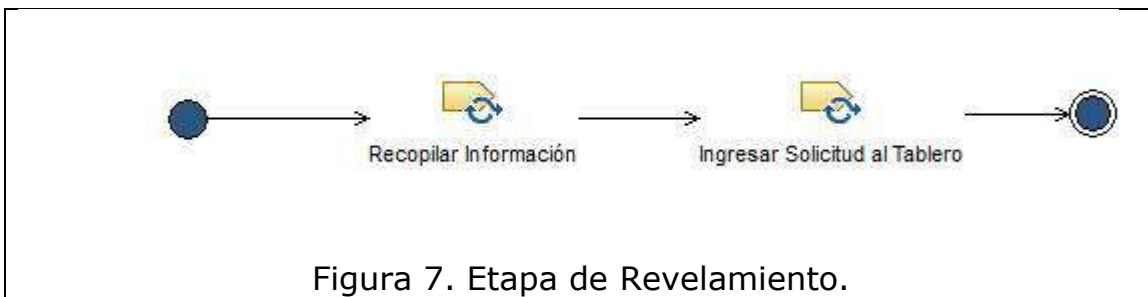 Recopilar Información
Ingresar Solicitud al Tablero
Figura 7. Etapa de Revelamiento.